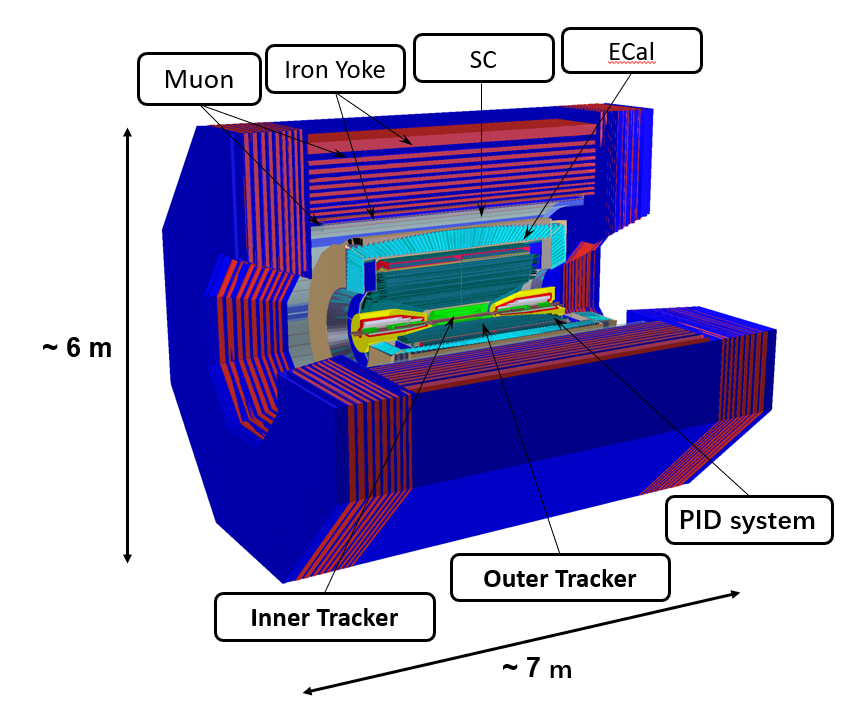 Muon
Iron Yoke
SC
ECal
~ 6 m
PID system
Outer Tracker
Inner Tracker
~ 7 m